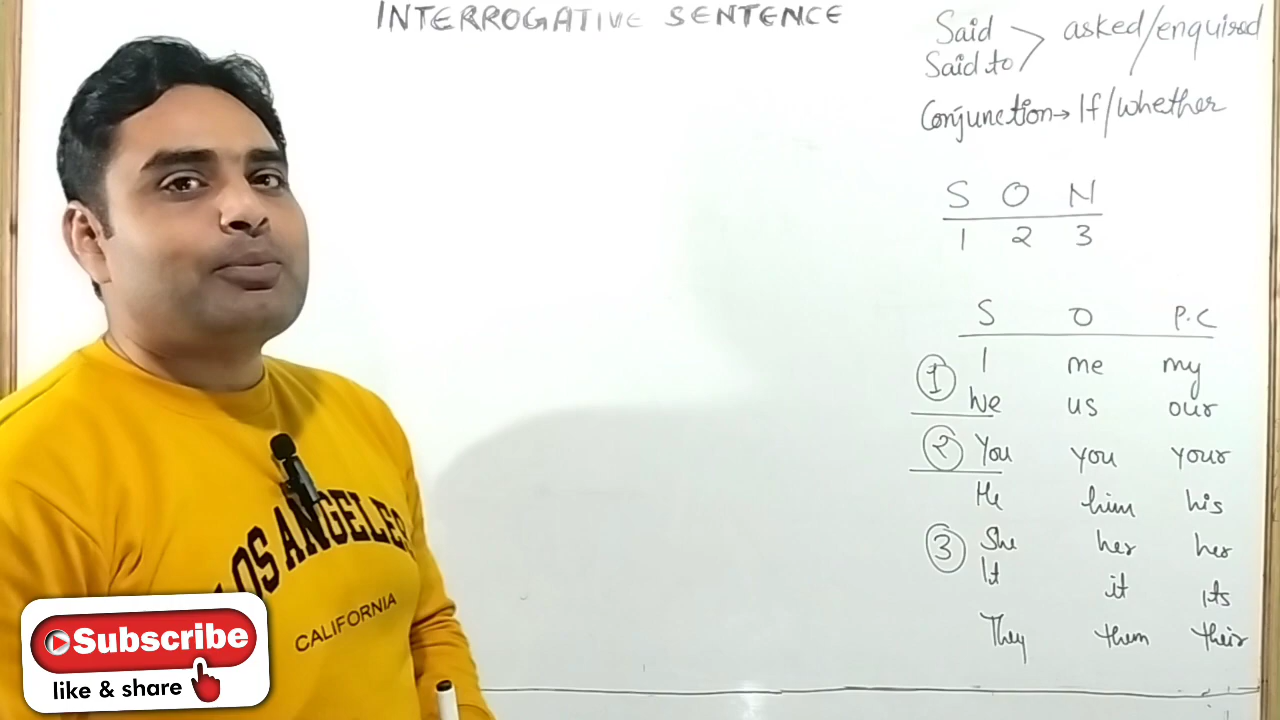 INTERROGATIVE SENTENCE
Said > asked/enquired
Said to
Conjunction→ If/whether
S O N
1 2 3
S O P.C
1 I me my
We us our
2 You you your
He him his
3 She her her
It it its
They them their
LOS ANGELES
CALIFORNIA
Subscribe
like & share